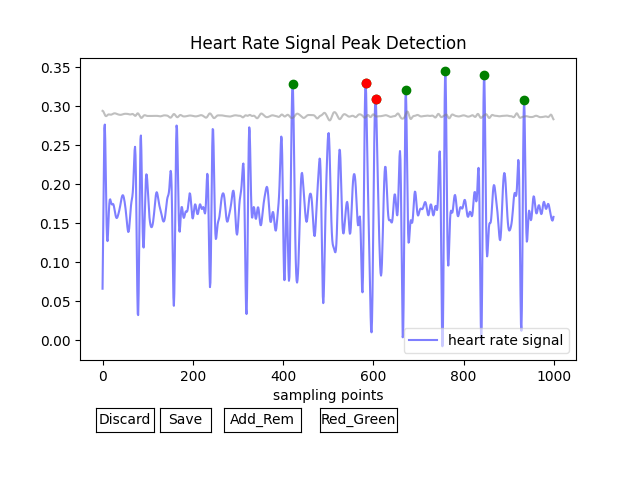 Heart Rate Signal Peak Detection
0.35
0.30
0.25
0.20
0.15
0.10
0.05
0.00
heart rate signal
0 200 400 600 800 1000
sampling points
Discard Save Add_Rem Red_Green